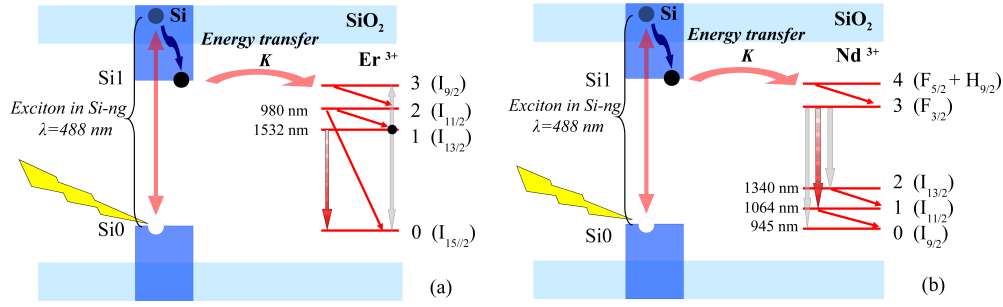 Si
SiO2
Energy transfer
K
Er 3+
Si1
Exciton in Si-ng
λ=488 nm
3 (I9/2)
980 nm
2 (I11/2)
1532 nm
1 (I13/2)
Si0
0 (I15//2)
(a)
Si
SiO2
Energy transfer
K
Nd 3+
Si1
Exciton in Si-ng
λ=488 nm
4 (F5/2 + H9/2)
3 (F3/2)
1340 nm
2 (I13/2)
1064 nm
1 (I11/2)
945 nm
0 (I9/2)
Si0
(b)